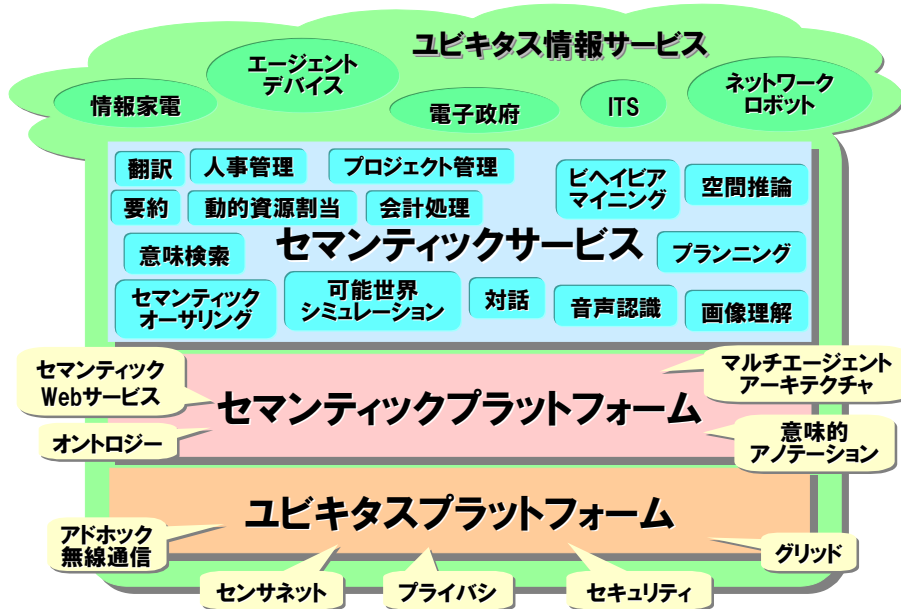 ユビキタス情報サービス
エージェント
デバイス
ネットワーク
ロボット
情報家電
電子政府
ITS
翻訳
人事管理
プロジェクト管理
ビヘイビア
マイニング
空間推論
要約
動的資源割当
会計処理
セマンティックサービス
意味検索
プランニング
セマンティック
オーサリング
可能世界
シミュレーション
対話
音声認識
画像理解
セマンティック
Webサービス
マルチエージェント
アーキテクチャ
セマンティックプラットフォーム
オントロジー
意味的
アノテーション
ユビキタスプラットフォーム
アドホック
無線通信
グリッド
センサネット
プライバシ
セキュリティ